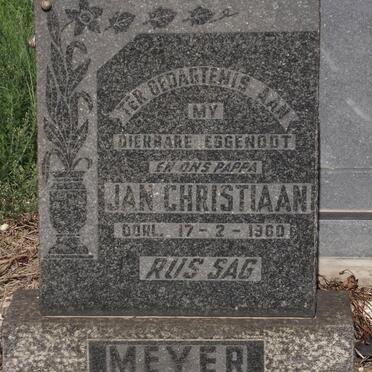 TER GEDAGTENIS AAN
MY
DIERBARE EGGENOOT
EN ONS PAPPA
JAN CHRISTIAAN
OORL. 17-2-1960
RUS SAG
MEYER